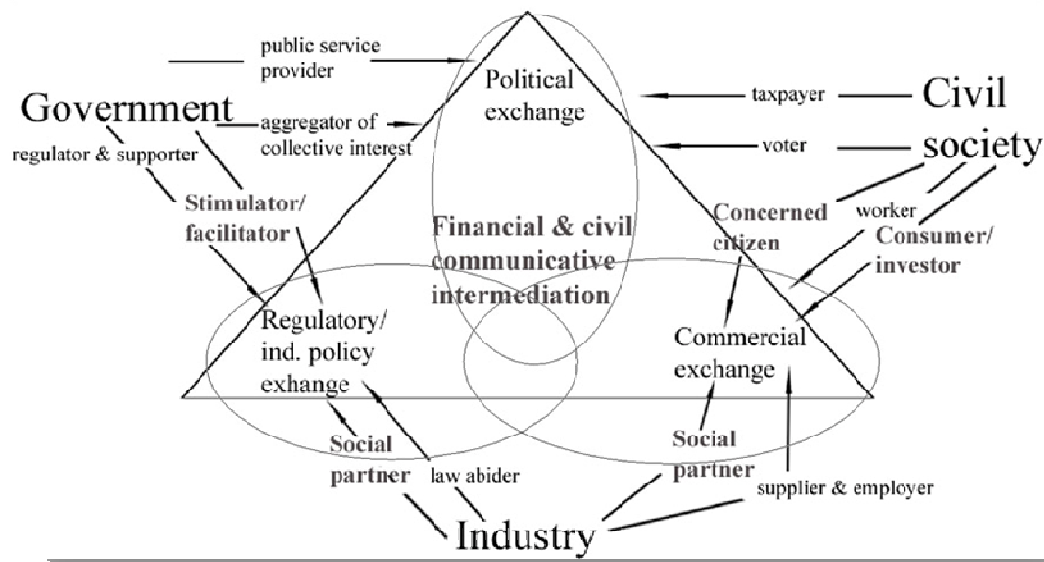 public service
provider
Political
exchange
Government
aggregator of
collective interest
regulator & supporter
taxpayer
voter
Civil
society
Stimulator/
facilitator
Financial & civil
communicative
intermediation
Concerned
citizen
worker
Consumer/
investor
Regulatory/
ind. policy
exhange
Commercial
exchange
Social
partner
law abider
Social
partner
supplier & employer
Industry